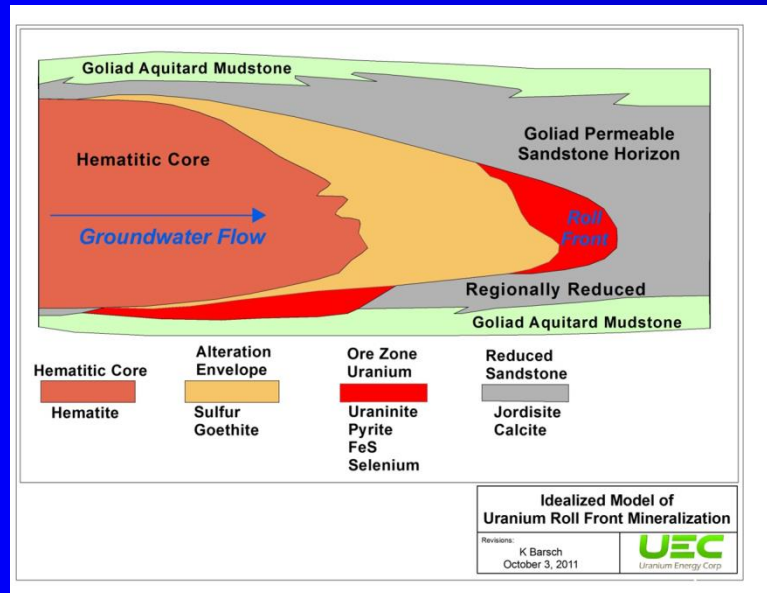 Goliad Aquitard Mudstone
Goliad Permeable
Sandstone Horizon
Hematitic Core
Groundwater Flow
Roll
Front
Regionally Reduced
Goliad Aquitard Mudstone
Hematitic Core
Hematite
Alteration
Envelope
Sulfur
Goethite
Ore Zone
Uranium
Uraninite
Pyrite
FeS
Selenium
Reduced
Sandstone
Jordisite
Calcite
Idealized Model of
Uranium Roll Front Mineralization
Revisions:
K Barsch
October 3, 2011
UEC
Uranium Energy Corp